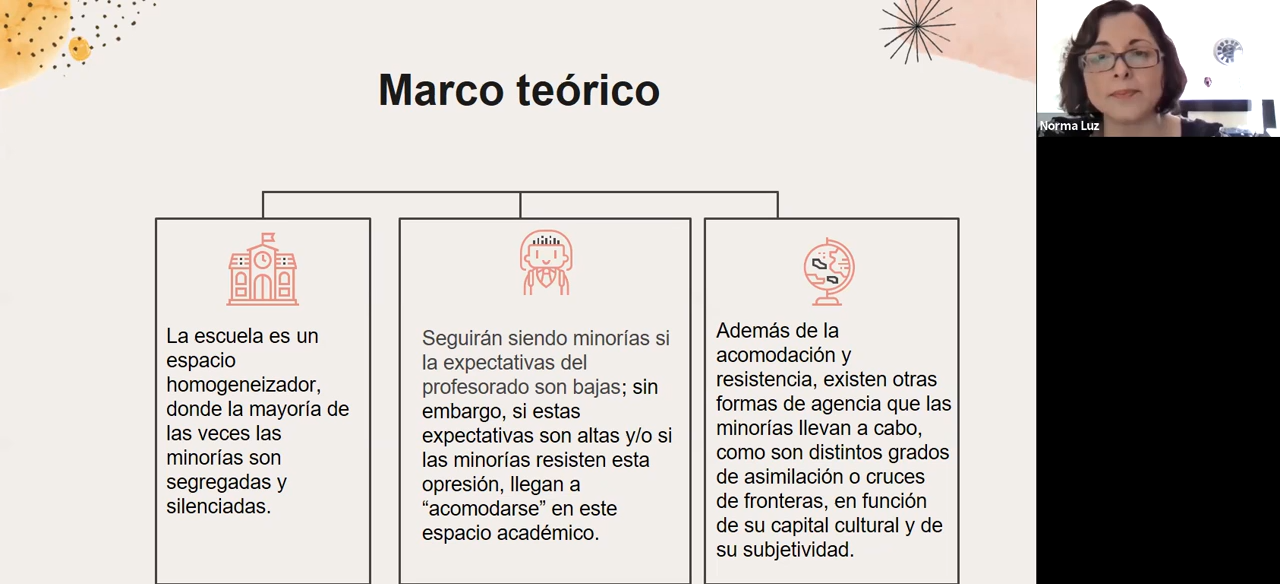 Marco teórico
Norma Luz
La escuela es un
espacio
homogeneizador,
donde la mayoría de
las veces las
minorías son
segregadas y
silenciadas.
Seguirán siendo minorías si
la expectativas del
profesorado son bajas; sin
embargo, si estas
expectativas son altas y/o si
las minorías resisten esta
opresión, llegan a
“acomodarse” en este
espacio académico.
Además de la
acomodación y
resistencia, existen otras
formas de agencia que las
minorías llevan a cabo,
como son distintos grados
de asimilación o cruces
de fronteras, en función
de su capital cultural y de
su subjetividad.